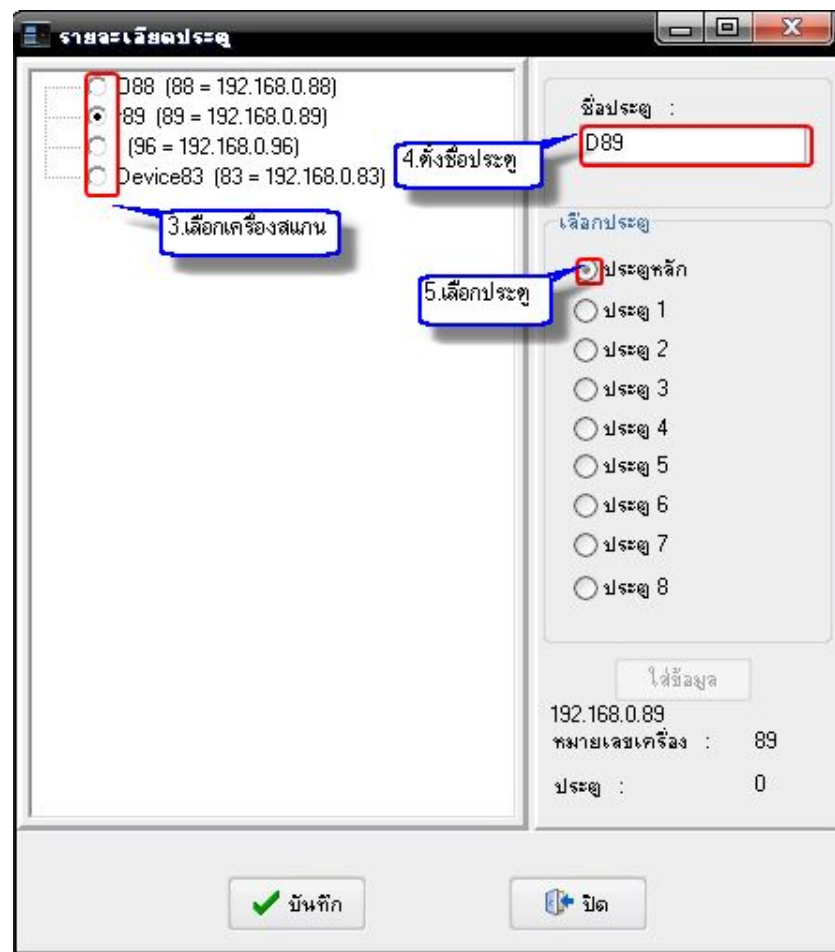 รายละเอียดประตู
D88 (88 = 192.168.0.88)
89 (89 = 192.168.0.89)
(96 = 192.168.0.96)
Device83 (83 = 192.168.0.83)
3.เลือกเครื่องสแกน
4.ตั้งชื่อประตู
5.เลือกประตู
ชื่อประตู :
D89
เลือกประตู
ประตูหลัก
ประตู 1
ประตู 2
ประตู 3
ประตู 4
ประตู 5
ประตู 6
ประตู 7
ประตู 8
ใส่ข้อมูล
192.168.0.89
หมายเลขเครื่อง : 89
ประตู : 0
บันทึก
ปิด